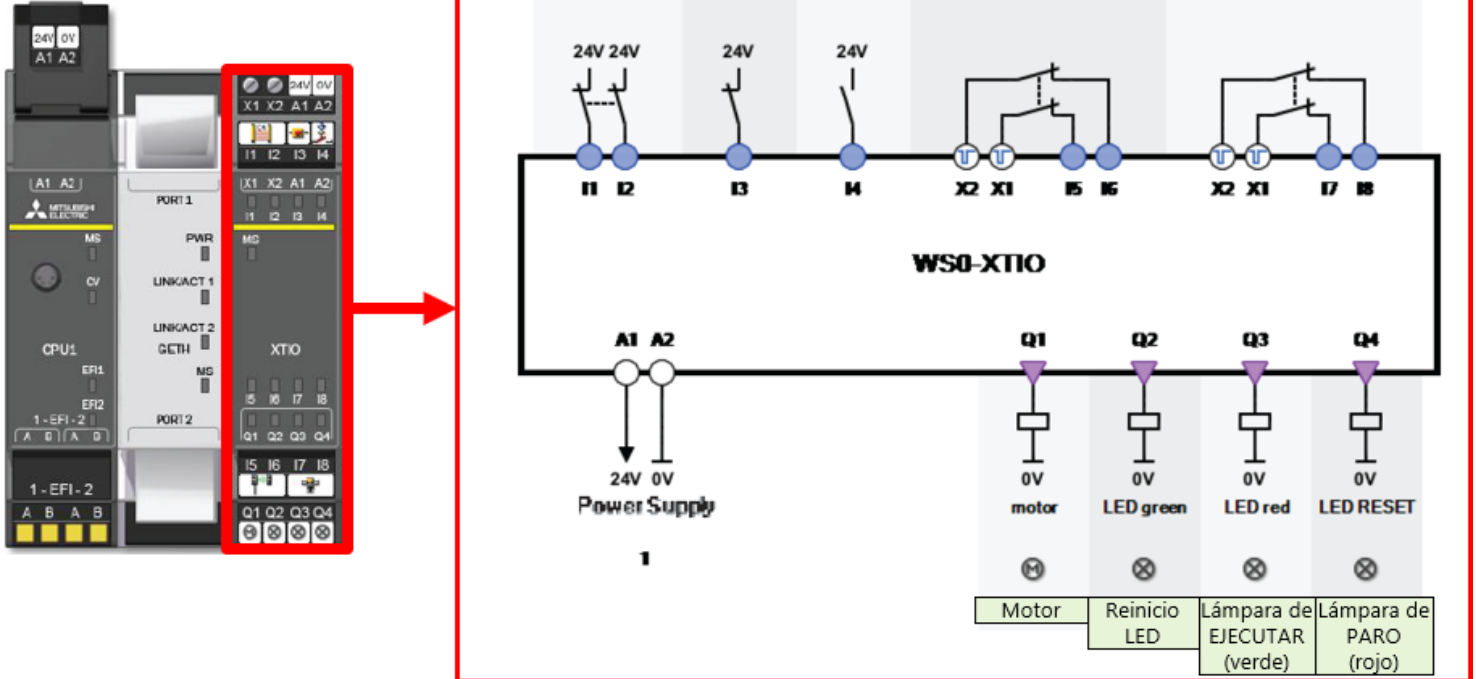 24V 0V
A1 A2
X1 X2 A1 A2
I1 I2 I3 I4
A1 A2
MITSUBISHI
ELECTRIC
MS
CV
CPU1
EFI1
EFI2
1 - EFI - 2
A B A B
1 - EFI - 2
A B A B
PORT 1
PWR
LINK/ACT 1
LINK/ACT 2
GETH
MS
PORT 2
24V 0V
X1 X2 A1 A2
I1 I2 I3 I4
MS
XTIO
I5 I6 I7 I8
Q1 Q2 Q3 Q4
I5 I6 I7 I8
Q1 Q2 Q3 Q4
M
24V 24V 24V 24V
I1 I2 I3 I4 X2 X1 I5 I6 X2 X1 I7 I8
WS0-XTIO
A1 A2 Q1 Q2 Q3 Q4
24V 0V 0V 0V 0V 0V
Power Supply motor LED green LED red LED RESET
1
M
Motor
Reinicio
LED
Lámpara de
EJECUTAR
(verde)
Lámpara de
PARO
(rojo)